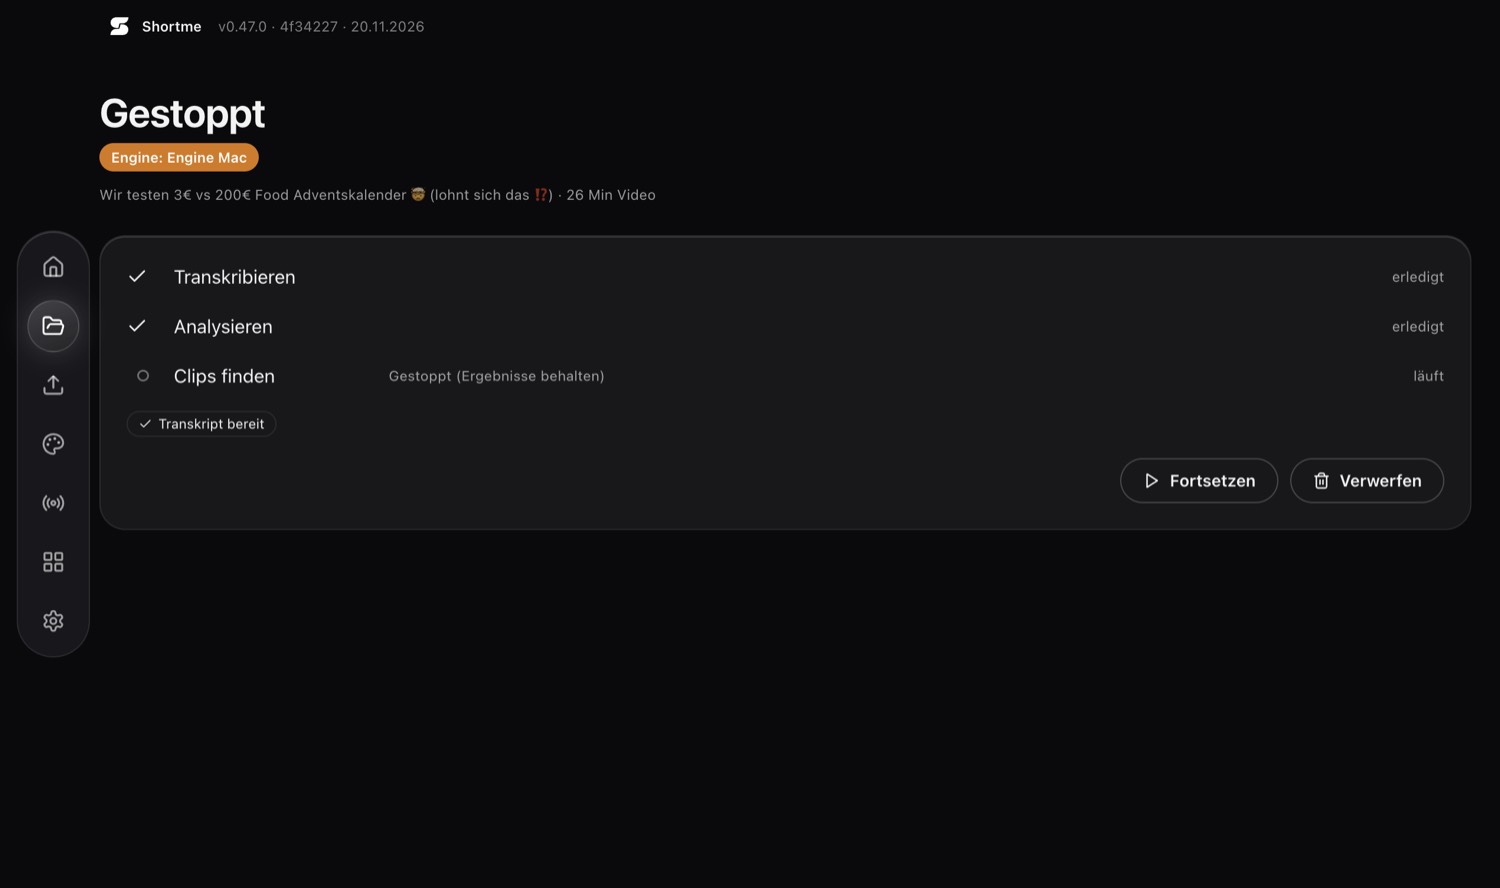 Shortme v0.47.0 · 4f34227 · 20.11.2026
Gestoppt
Engine: Engine Mac
Wir testen 3€ vs 200€ Food Adventskalender 🤯 (lohnt sich das ⁉️) · 26 Min Video
Transkribieren erledigt
Analysieren erledigt
Clips finden Gestoppt (Ergebnisse behalten) läuft
Transkript bereit
Fortsetzen Verwerfen